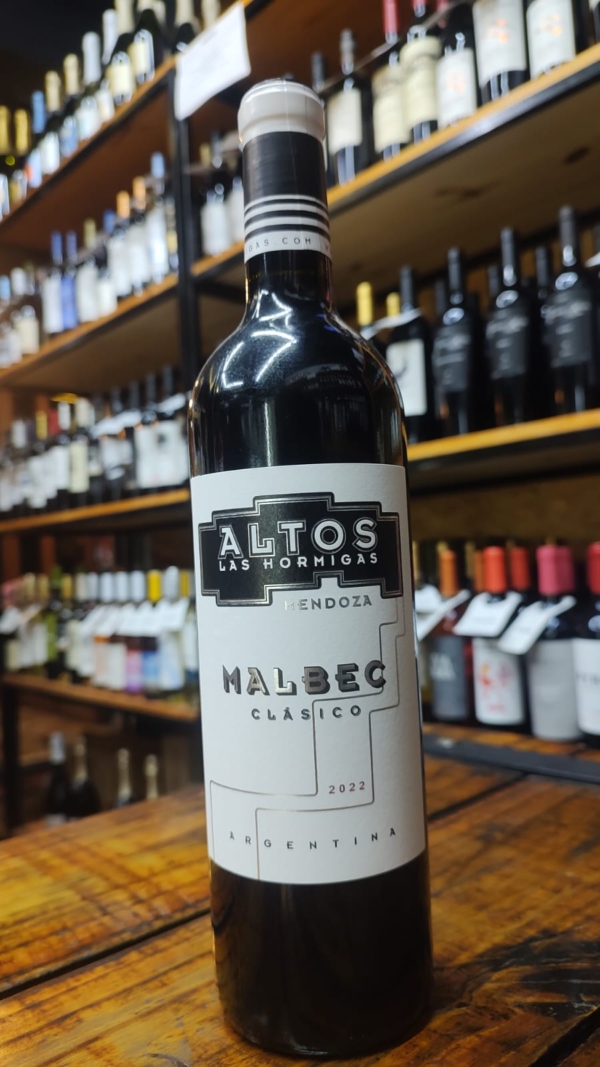 ALTOS
LAS HORMIGAS
MENDOZA
MALBEC
CLÁSICO
2022
ARGENTINA